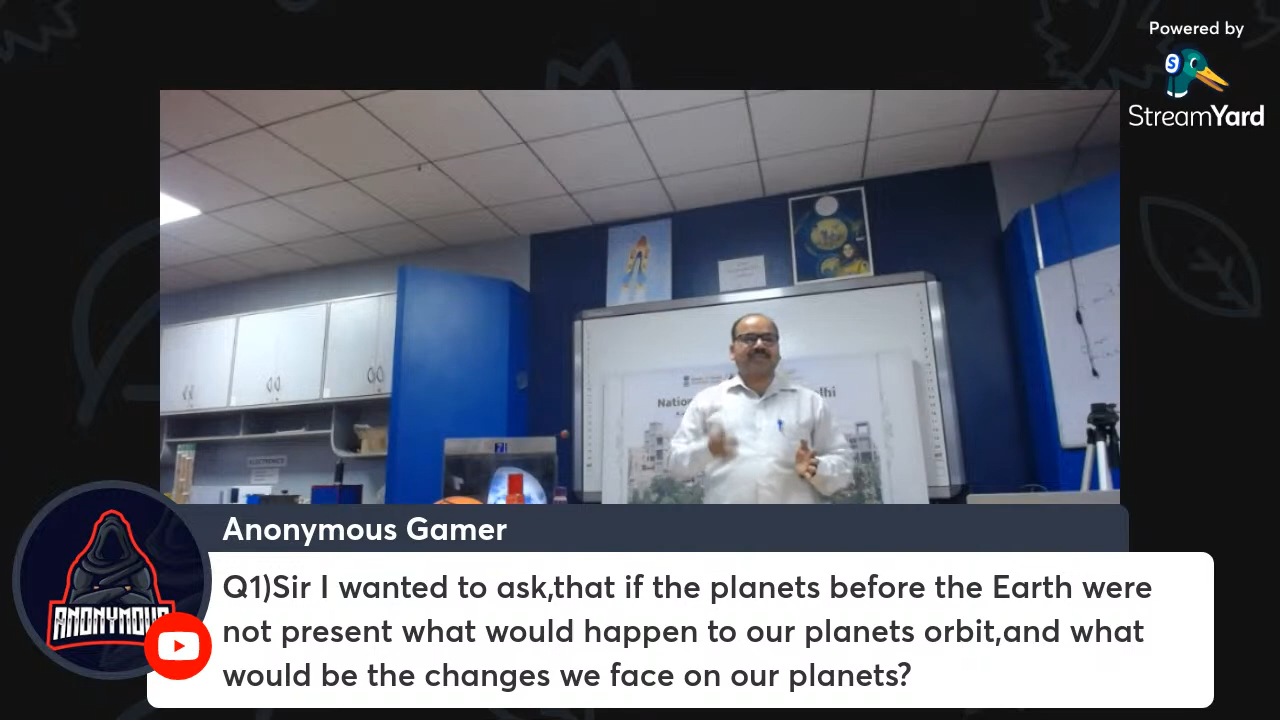 Powered by
StreamYard
ELECTRONICS
Anonymous Gamer
ANONYMOUS
Q1)Sir I wanted to ask,that if the planets before the Earth were
not present what would happen to our planets orbit,and what
would be the changes we face on our planets?